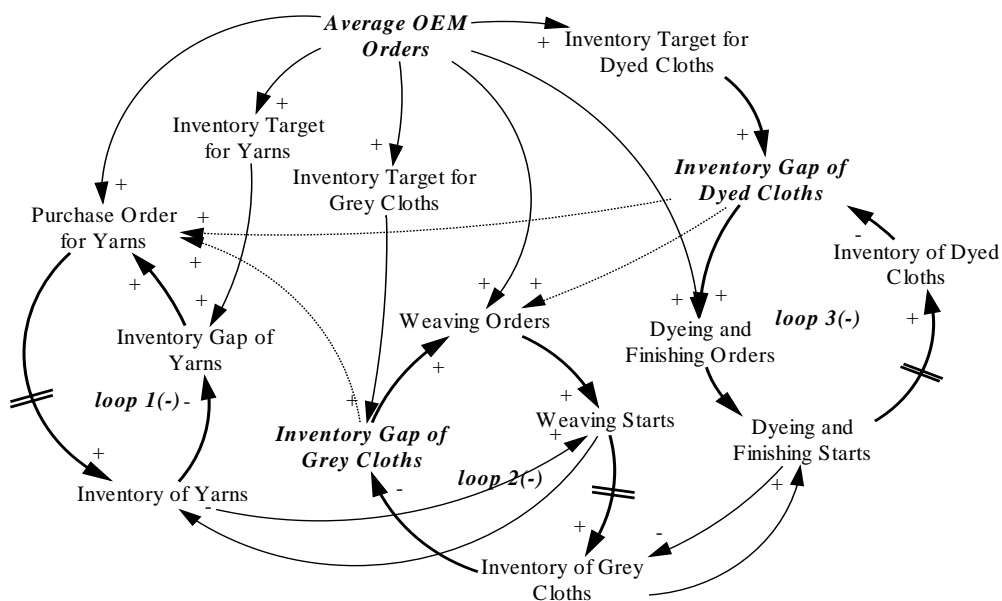 Average OEM
Orders
+
Inventory Target for
Dyed Cloths
+
Inventory Target
for Yarns
+
Inventory Target for
Grey Cloths
+
Inventory Gap of
Dyed Cloths
+
Purchase Order
for Yarns
+
+
+
-
Inventory of Dyed
Cloths
+
+
Weaving Orders
+
+
+
Dyeing and
Finishing Orders
loop 3(-)
+
+
Inventory Gap of
Yarns
+
loop 1(-)
-
+
+
Weaving Starts
+
Inventory Gap of
Grey Cloths
Dyeing and
Finishing Starts
+
+
Inventory of Yarns
-
loop 2(-)
-
+
-
Inventory of Grey
Cloths